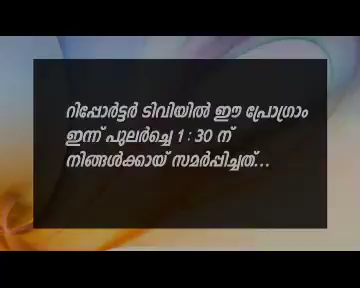 റിപ്പോർട്ടർ ടിവിയിൽ ഈ പ്രോഗ്രാം
ഇന്ന് പുലർച്ചെ 1 : 30 ന്
നിങ്ങൾക്കായ് സമർപ്പിച്ചത്...